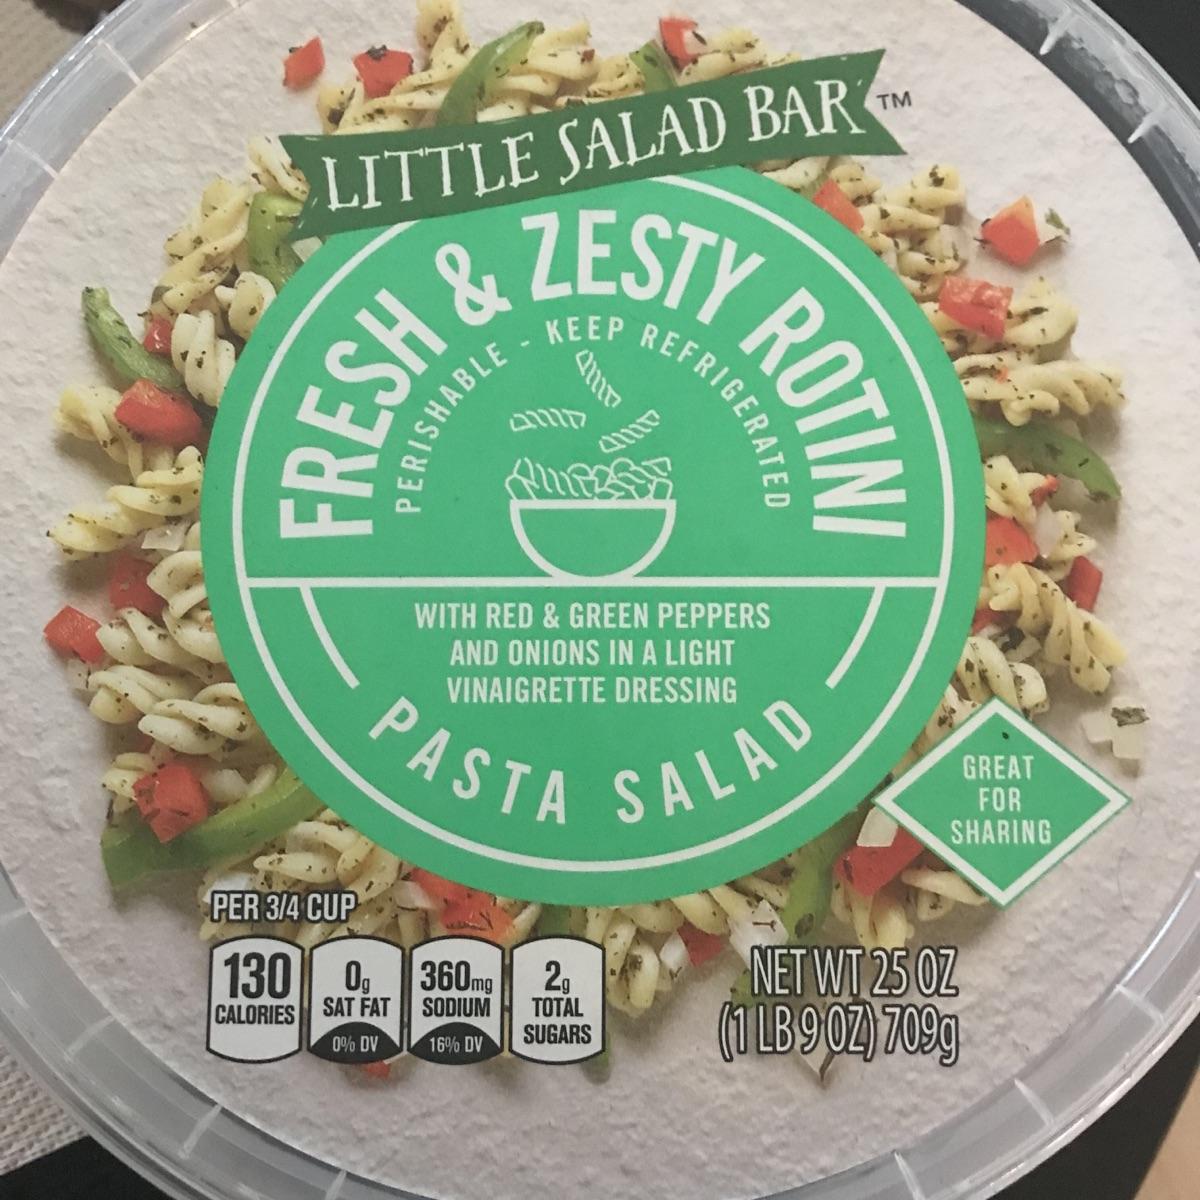 LITTLE SALAD BAR™
FRESH & ZESTY ROTINI
PERISHABLE - KEEP REFRIGERATED
WITH RED & GREEN PEPPERS
AND ONIONS IN A LIGHT
VINAIGRETTE DRESSING
PASTA SALAD
GREAT
FOR
SHARING
PER 3/4 CUP
130
CALORIES
0g
SAT FAT
0% DV
360mg
SODIUM
16% DV
2g
TOTAL
SUGARS
NET WT 25 OZ
(1 LB 9 OZ) 709g